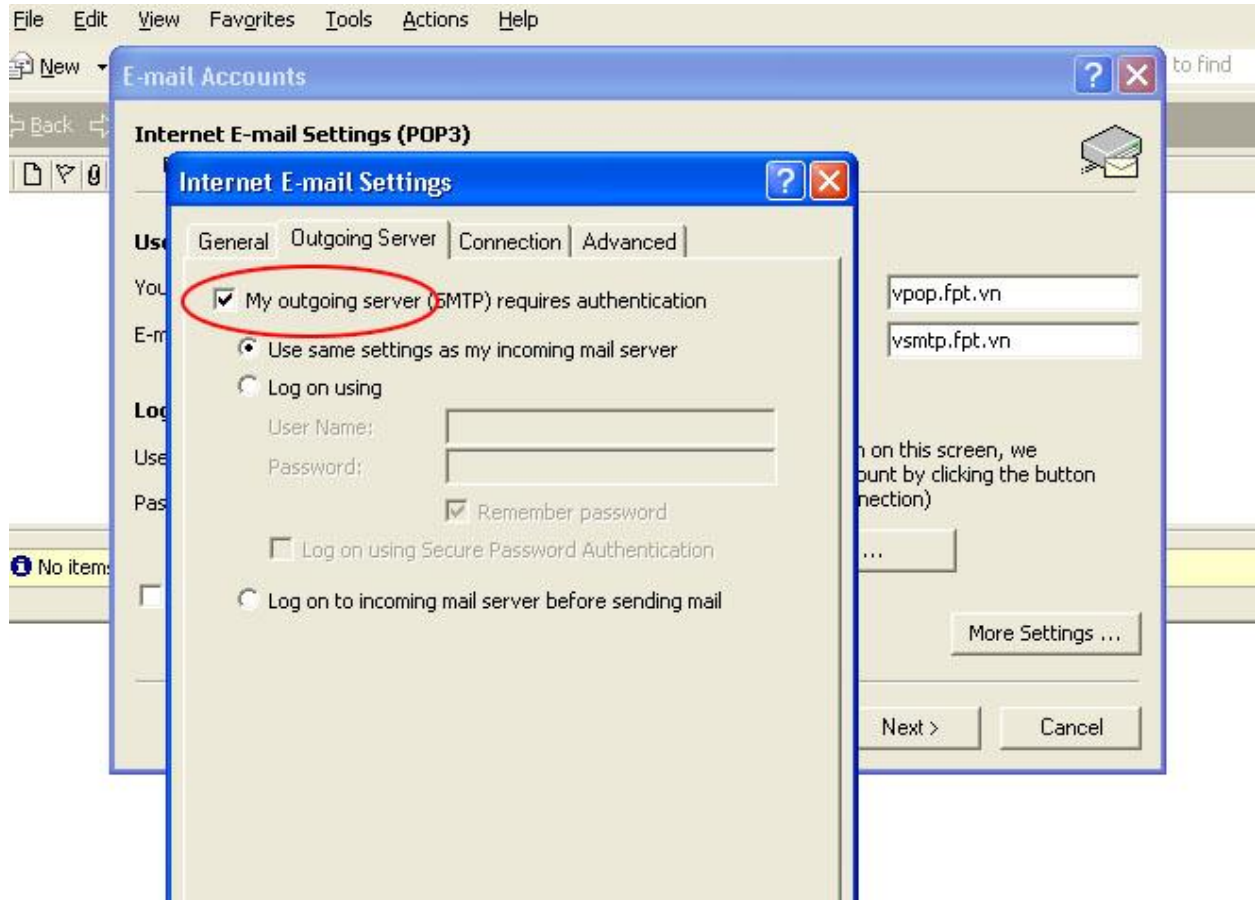 File Edit View Favorites Tools Actions Help
New to find
E-mail Accounts
Back
Internet E-mail Settings (POP3)
Internet E-mail Settings
General Outgoing Server Connection Advanced
My outgoing server (SMTP) requires authentication
vpop.fpt.vn
Use same settings as my incoming mail server
vsmtp.fpt.vn
Log on using
User Name:
Password:
on this screen, we
by clicking the button
Remember password
Log on using Secure Password Authentication
...
No items
Log on to incoming mail server before sending mail
More Settings ...
Next > Cancel